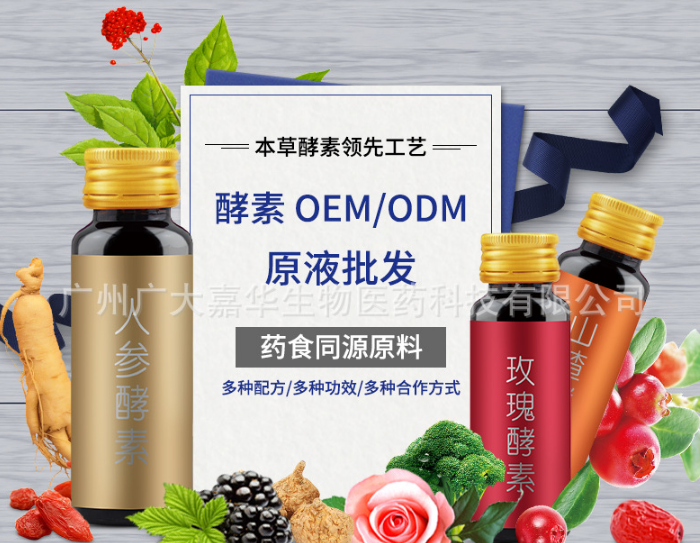 本草酵素领先工艺
酵素 OEM/ODM
原液批发
广州广大嘉华生物医药科技有限公司
药食同源原料
多种配方/多种功效/多种合作方式
人参酵素
玫瑰酵素
山楂